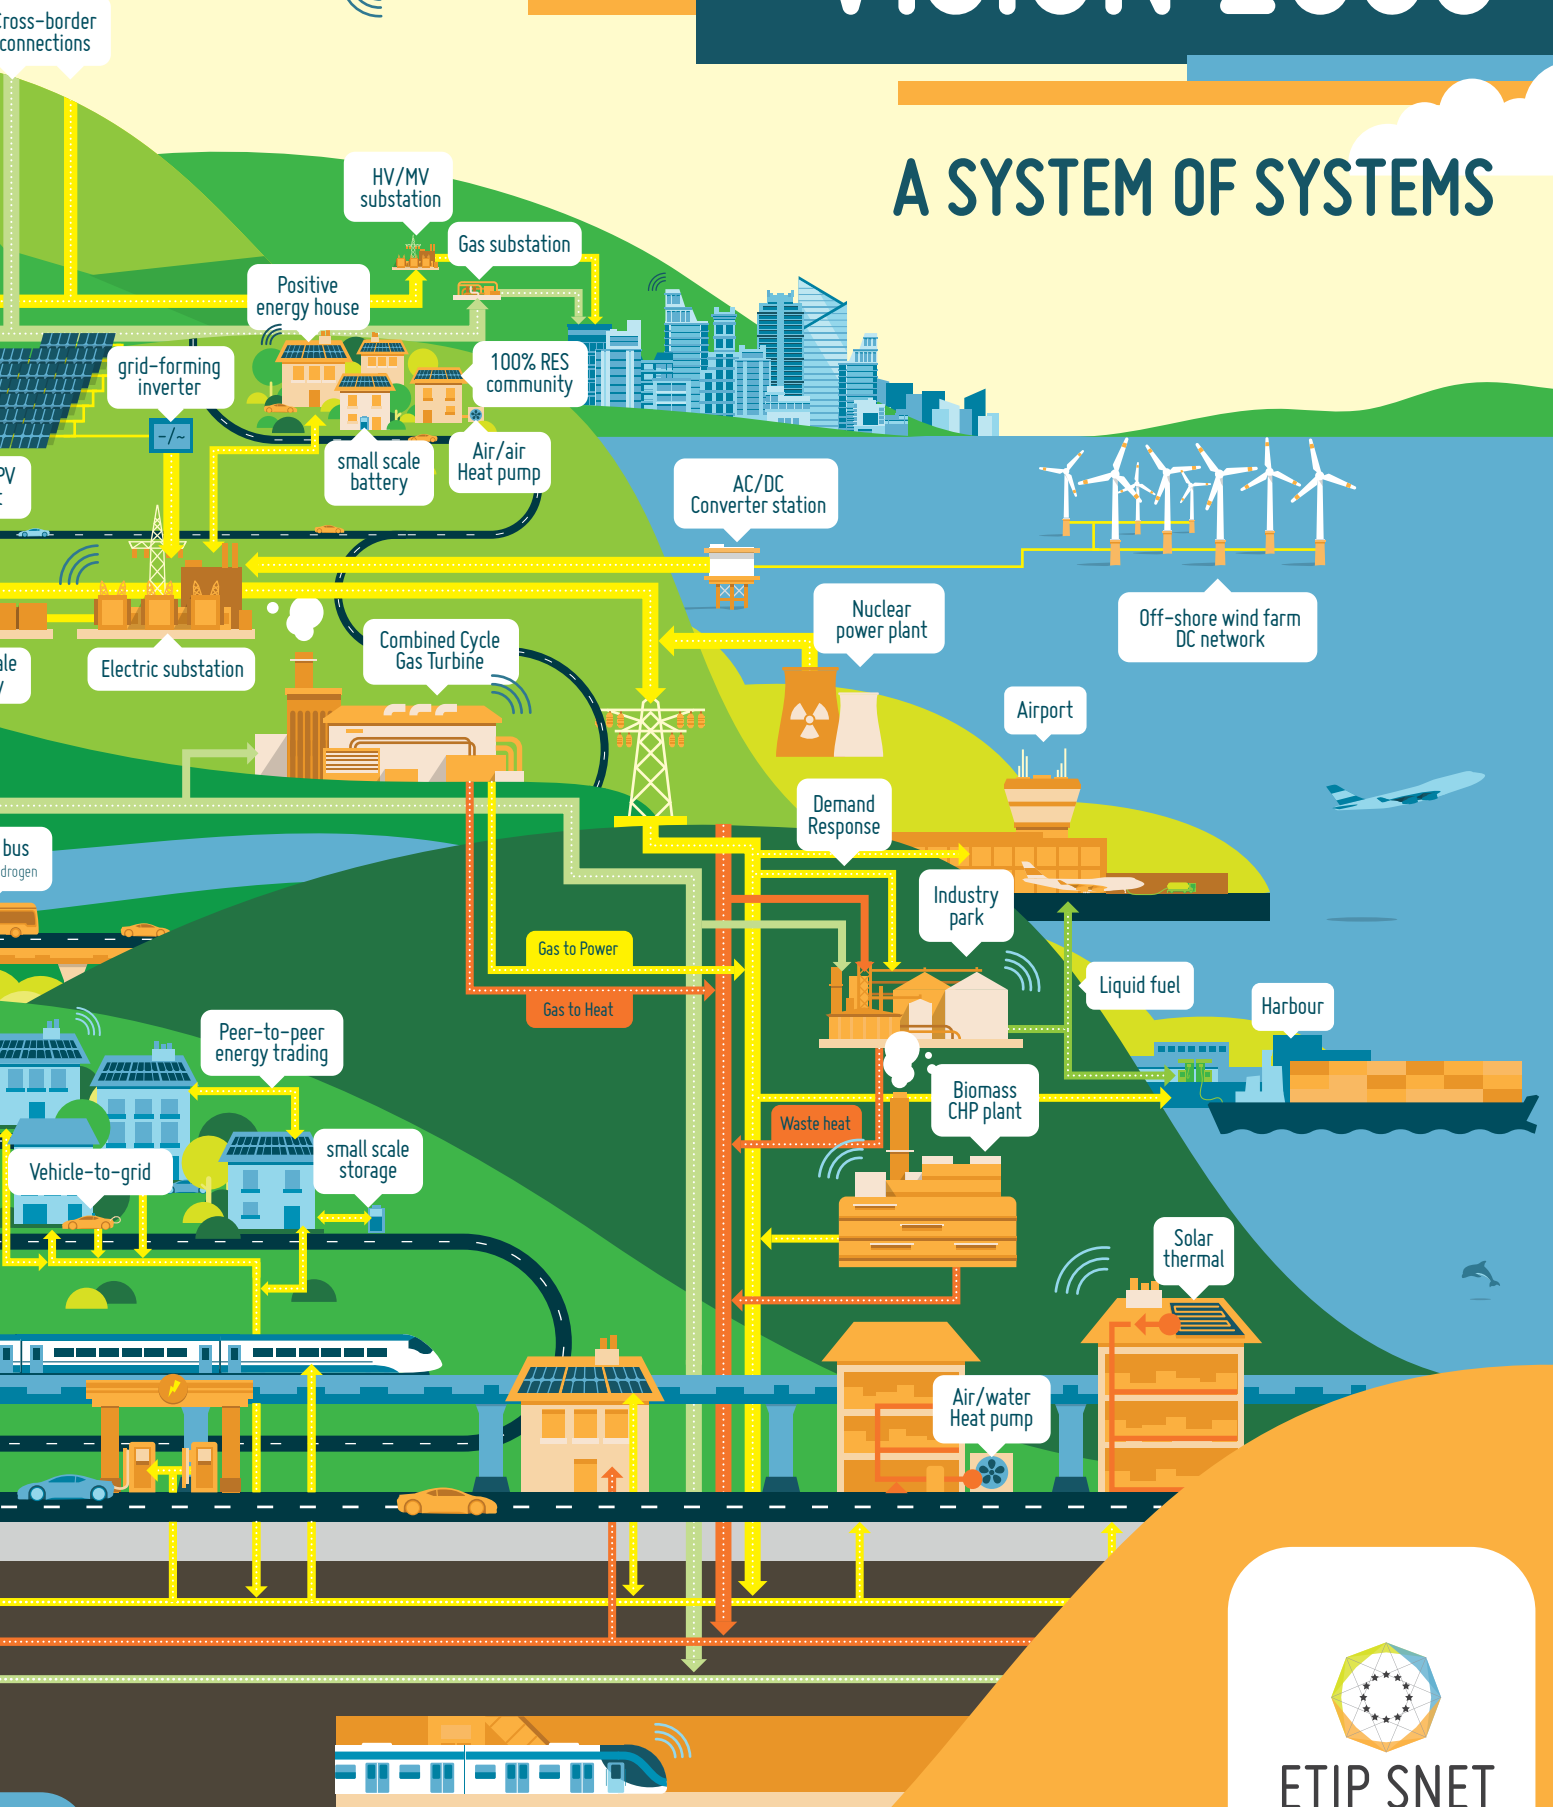 Cross-border
connections
A SYSTEM OF SYSTEMS
HV/MV
substation
Gas substation
Positive
energy house
grid-forming
inverter
-/~
100% RES
community
small scale
battery
Air/air
Heat pump
PV
AC/DC
Converter station
Off-shore wind farm
DC network
Nuclear
power plant
Combined Cycle
Gas Turbine
Electric substation
Airport
Demand
Response
bus
Industry
park
Gas to Power
Gas to Heat
Liquid fuel
Harbour
Peer-to-peer
energy trading
Biomass
CHP plant
Waste heat
Vehicle-to-grid
small scale
storage
Solar
thermal
Air/water
Heat pump
ETIP SNET